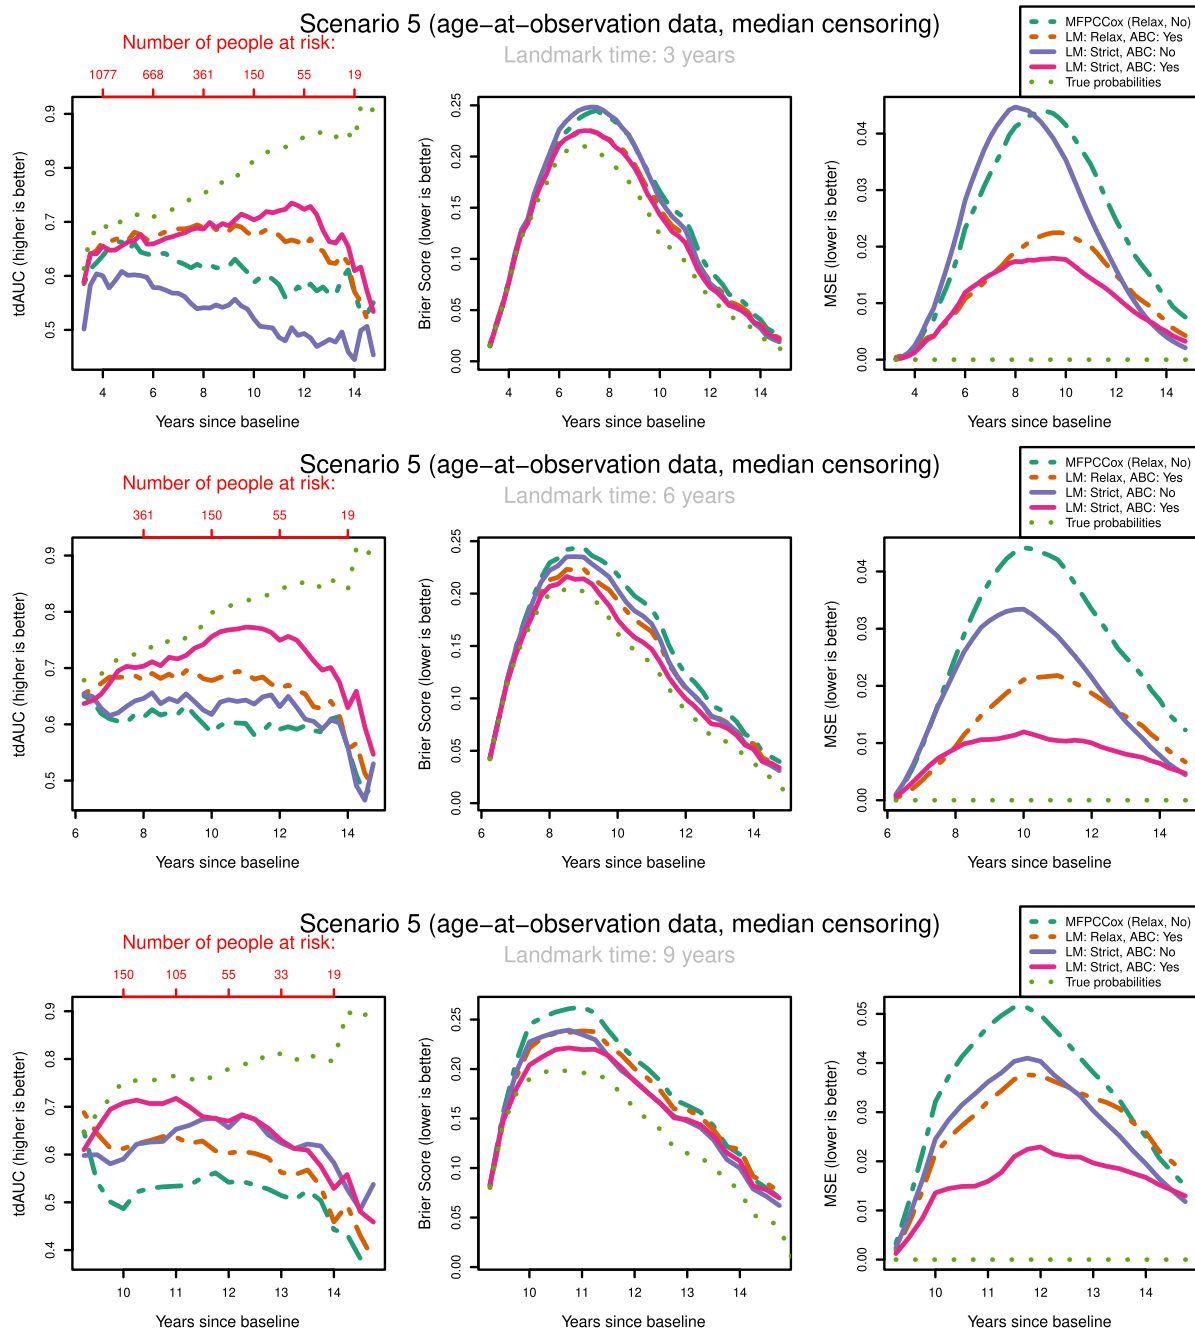 Scenario 5 (age−at−observation data, median censoring)
Number of people at risk:
Landmark time: 3 years
MFPCCox (Relax, No)
LM: Relax, ABC: Yes
LM: Strict, ABC: No
LM: Strict, ABC: Yes
True probabilities
1077 668 361 150 55 19
tdAUC (higher is better)
0.9
0.8
0.7
0.6
0.5
4 6 8 10 12 14
Years since baseline
Brier Score (lower is better)
0.25
0.20
0.15
0.10
0.05
0.00
4 6 8 10 12 14
Years since baseline
MSE (lower is better)
0.04
0.03
0.02
0.01
0.00
4 6 8 10 12 14
Years since baseline
Scenario 5 (age−at−observation data, median censoring)
Number of people at risk:
Landmark time: 6 years
MFPCCox (Relax, No)
LM: Relax, ABC: Yes
LM: Strict, ABC: No
LM: Strict, ABC: Yes
True probabilities
361 150 55 19
tdAUC (higher is better)
0.9
0.8
0.7
0.6
0.5
6 8 10 12 14
Years since baseline
Brier Score (lower is better)
0.25
0.20
0.15
0.10
0.05
0.00
6 8 10 12 14
Years since baseline
MSE (lower is better)
0.04
0.03
0.02
0.01
0.00
6 8 10 12 14
Years since baseline
Scenario 5 (age−at−observation data, median censoring)
Number of people at risk:
Landmark time: 9 years
MFPCCox (Relax, No)
LM: Relax, ABC: Yes
LM: Strict, ABC: No
LM: Strict, ABC: Yes
True probabilities
150 105 55 33 19
tdAUC (higher is better)
0.9
0.8
0.7
0.6
0.5
0.4
10 11 12 13 14
Years since baseline
Brier Score (lower is better)
0.25
0.20
0.15
0.10
0.05
0.00
10 11 12 13 14
Years since baseline
MSE (lower is better)
0.05
0.04
0.03
0.02
0.01
0.00
10 11 12 13 14
Years since baseline